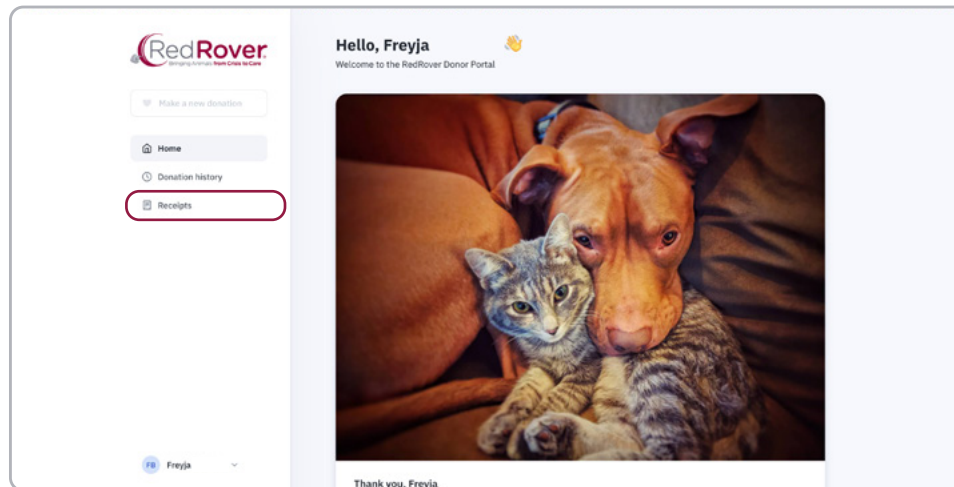 RedRover
Bringing Animals from Crisis to Care
Make a new donation
Home
Donation history
Receipts
FB Freyja
Hello, Freyja
Welcome to the RedRover Donor Portal
Thank you, Freyja